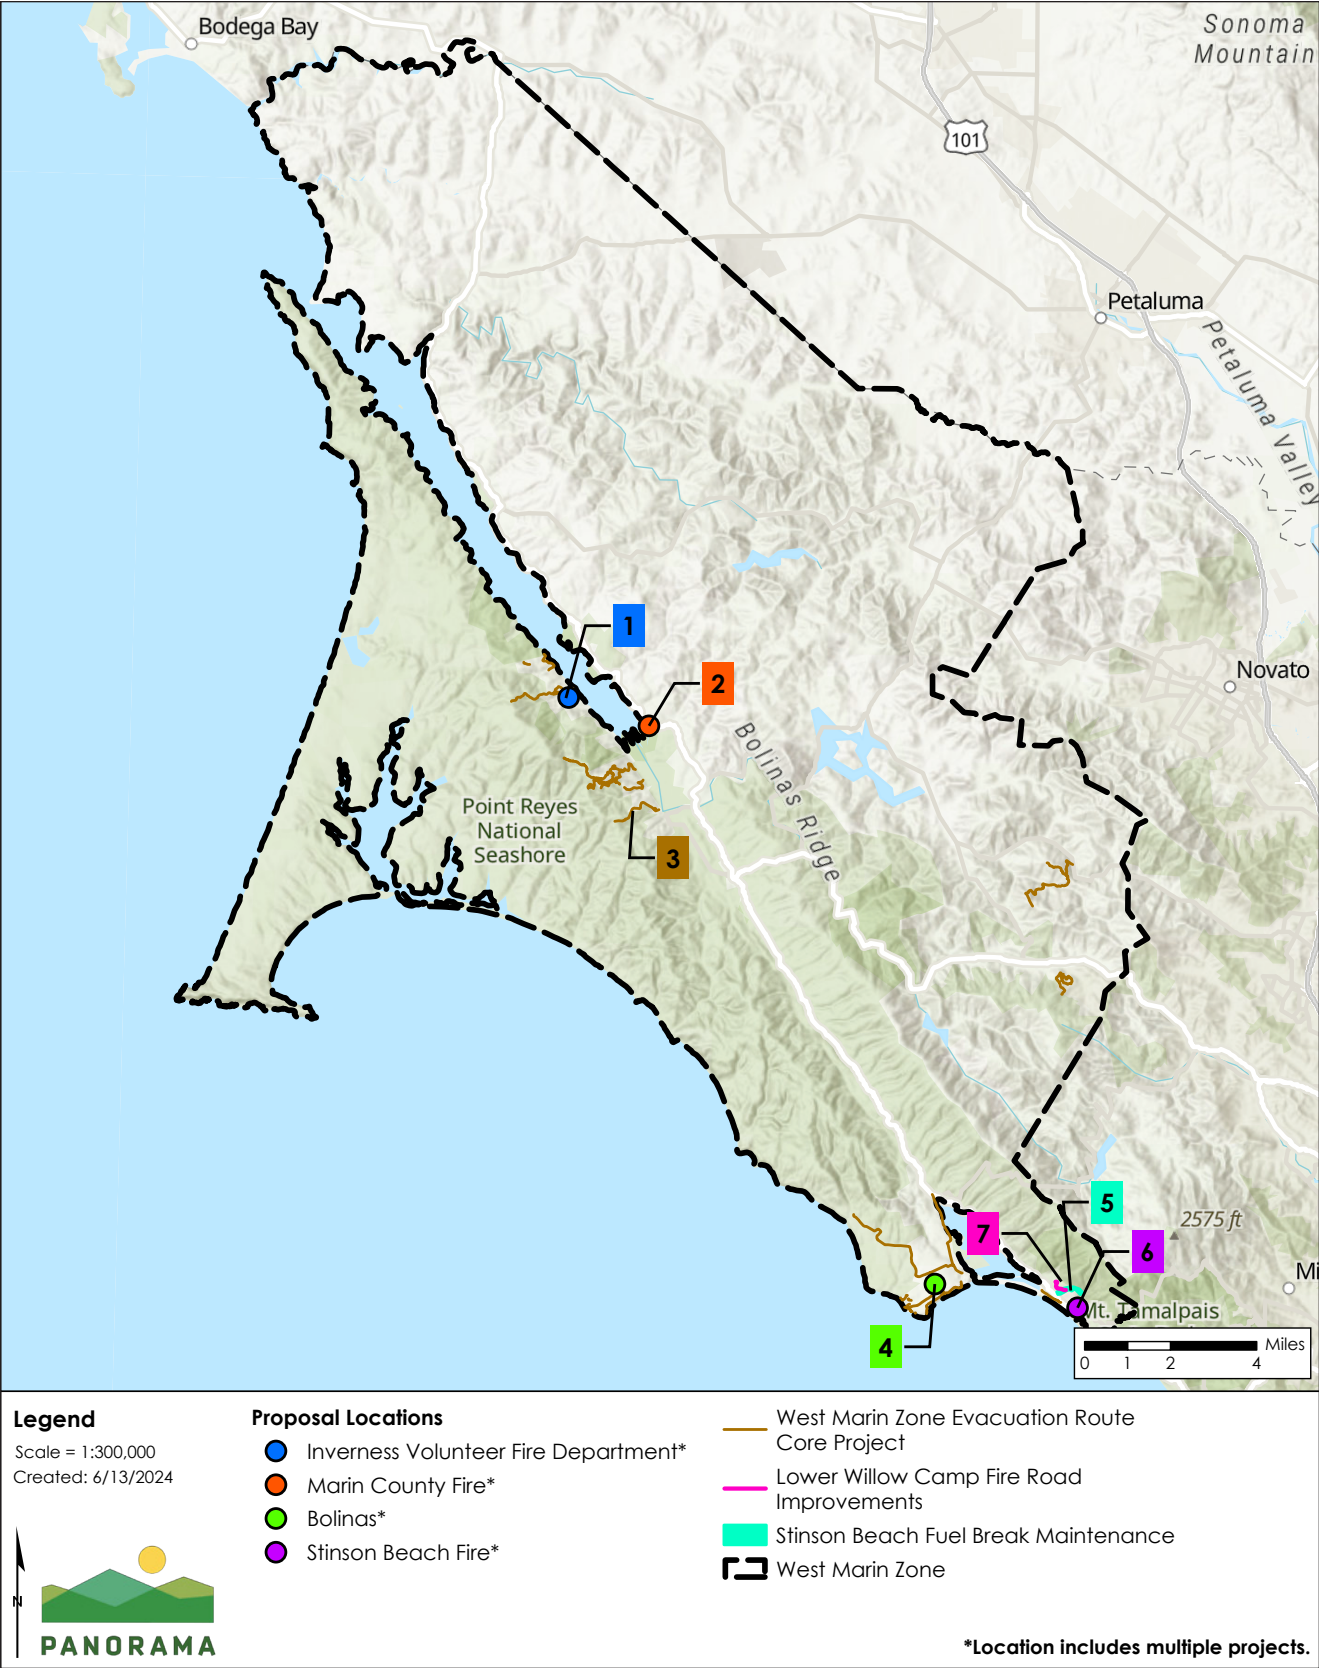 Bodega Bay
Sonoma
Mountain
101
Petaluma
Petaluma Valley
1
2
Novato
Bolinas Ridge
Point Reyes
National
Seashore
3
5
2575 ft
7
6
Mi
Mt. Tamalpais
4
Miles
0 1 2 4
Legend
Scale = 1:300,000
Created: 6/13/2024
N
PANORAMA
Proposal Locations
Inverness Volunteer Fire Department*
Marin County Fire*
Bolinas*
Stinson Beach Fire*
West Marin Zone Evacuation Route
Core Project
Lower Willow Camp Fire Road
Improvements
Stinson Beach Fuel Break Maintenance
West Marin Zone
*Location includes multiple projects.